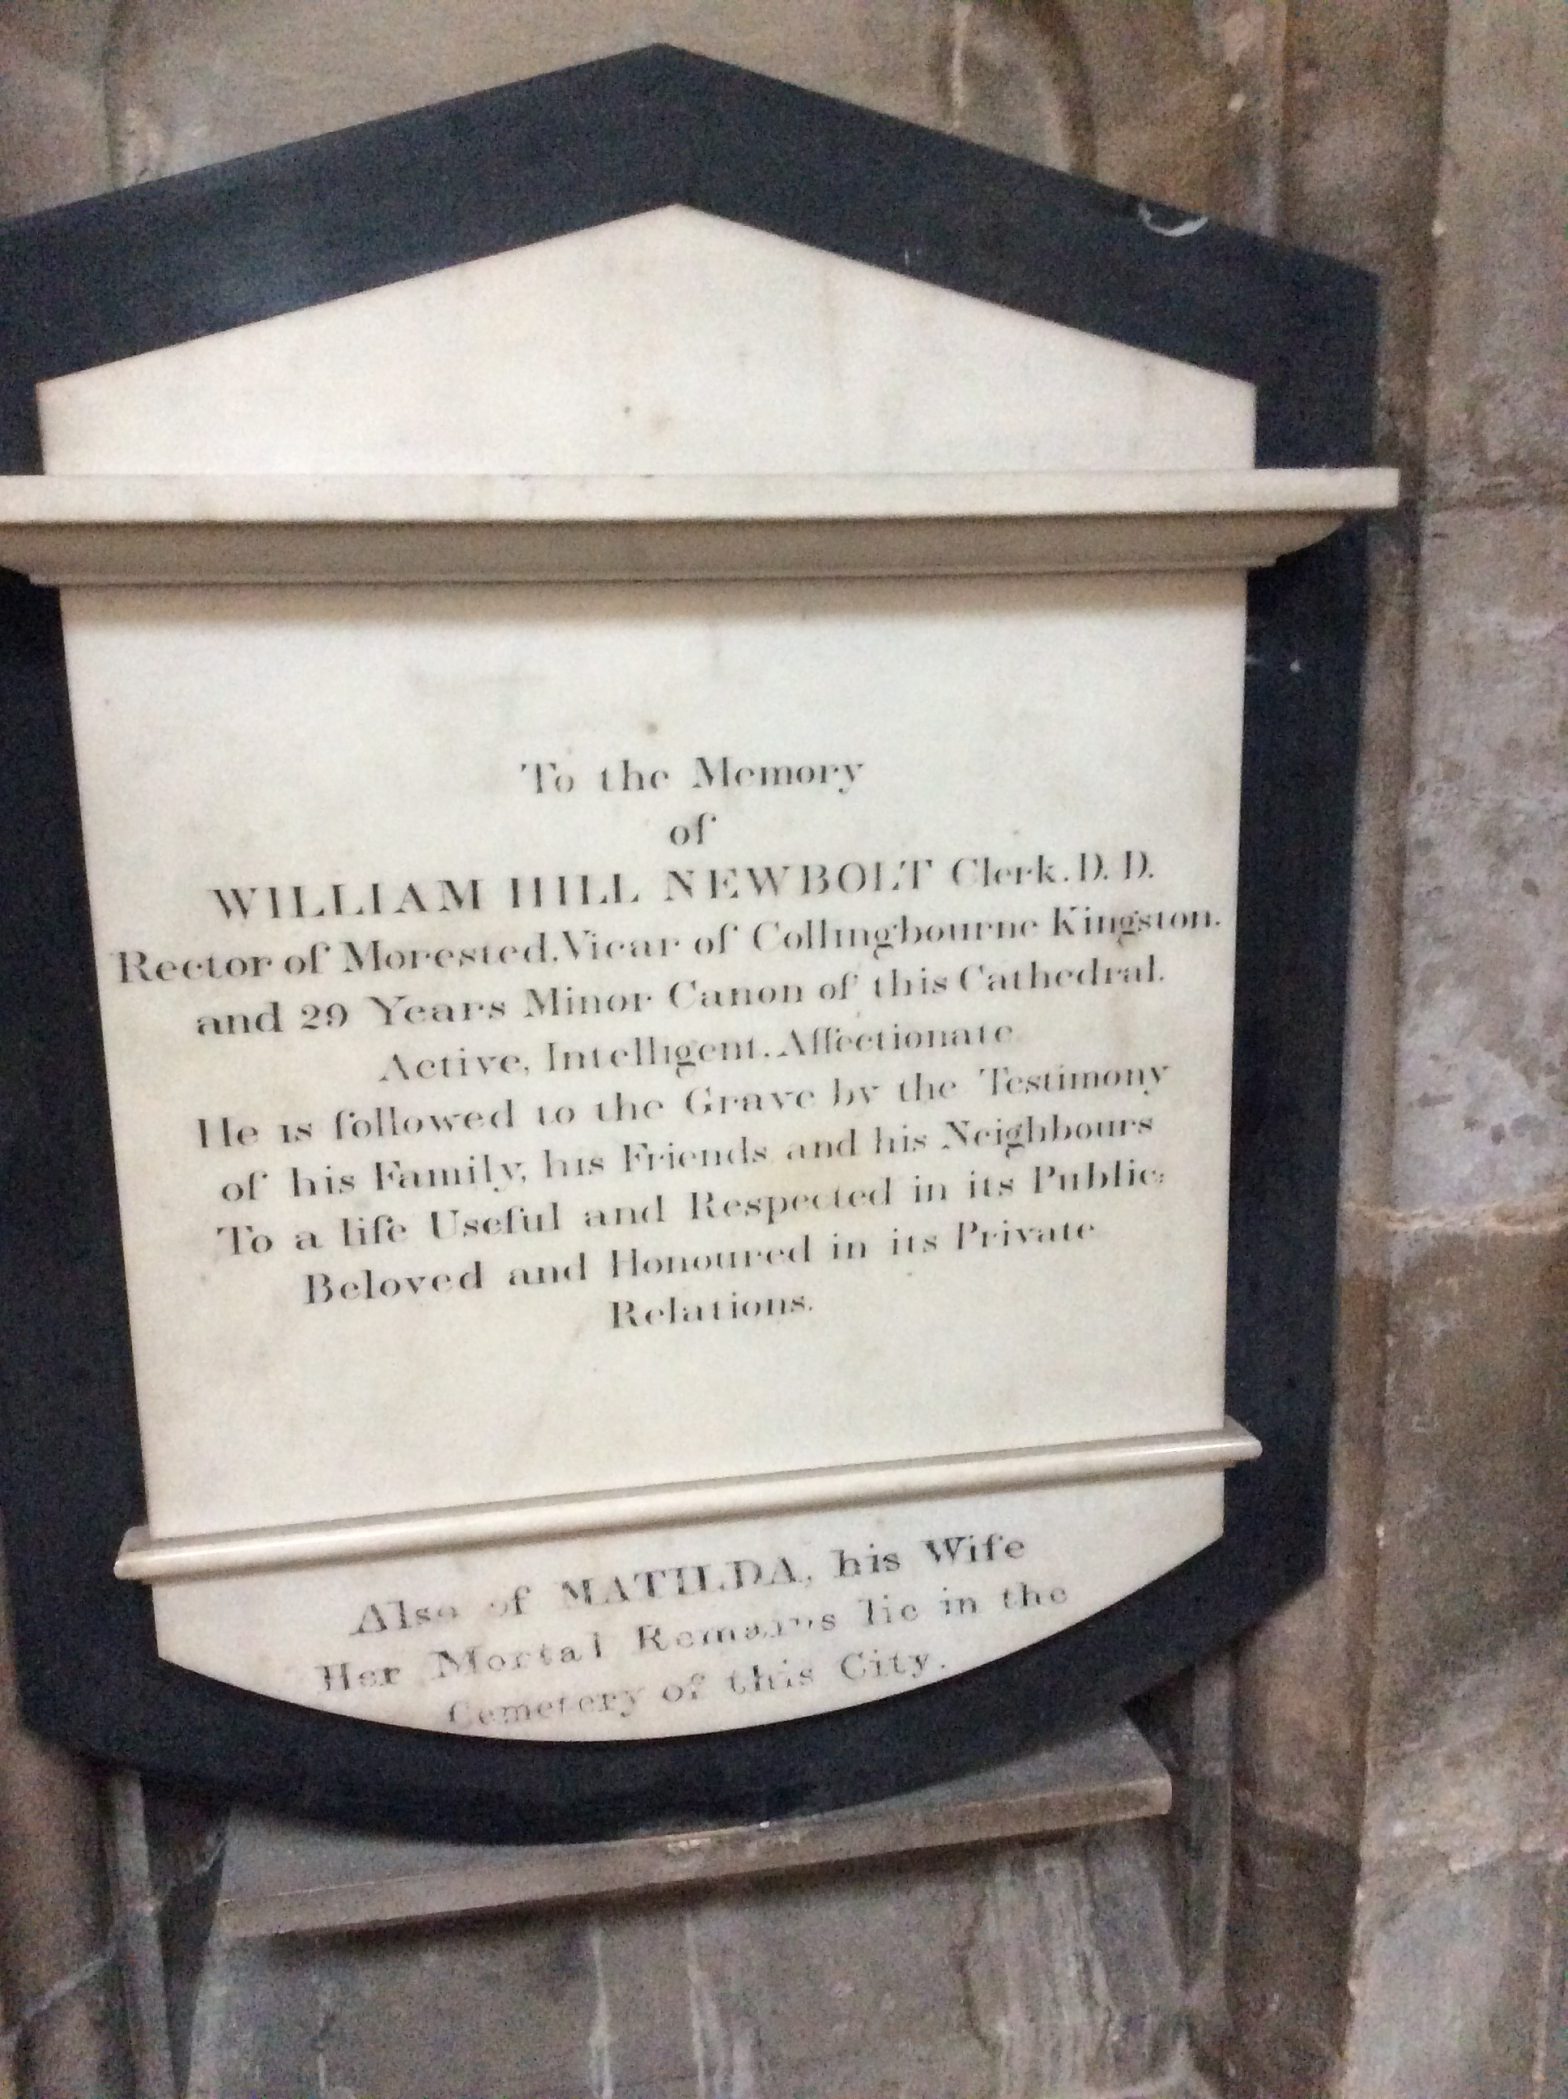 To the Memory
of
WILLIAM HILL NEWBOLT Clerk. D. D.
Rector of Morested. Vicar of Collingbourne Kingston.
and 29 Years Minor Canon of this Cathedral.
Active, Intelligent. Affectionate
He is followed to the Grave by the Testimony
of his Family, his Friends and his Neighbours
To a life Useful and Respected in its Public;
Beloved and Honoured in its Private
Relations.
Also of MATILDA, his Wife
Her Mortal Remains lie in the
Cemetery of this City.